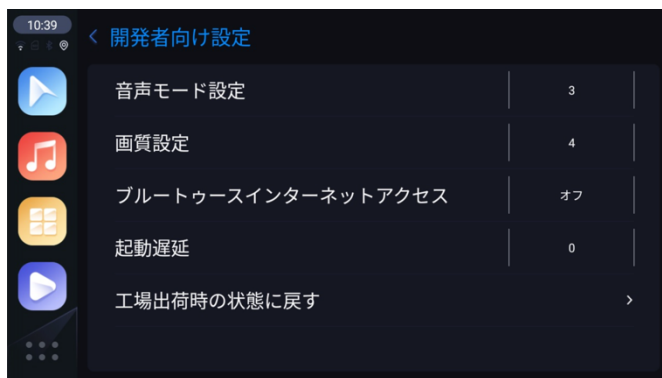 10:39
開発者向け設定
音声モード設定 3
画質設定 4
ブルートゥースインターネットアクセス オフ
起動遅延 0
工場出荷時の状態に戻す